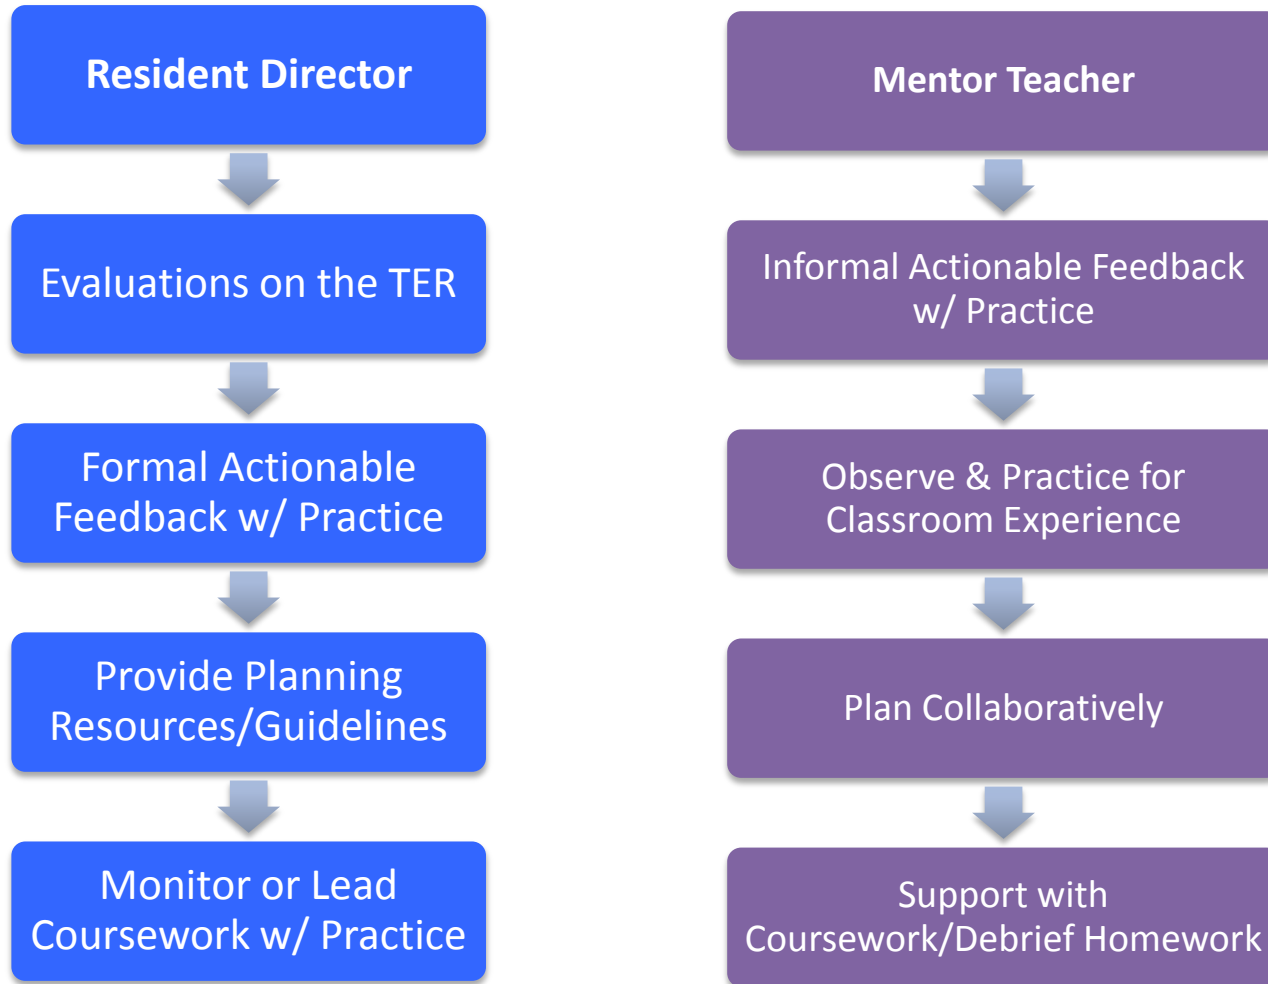 Resident Director
Evaluations on the TER
Formal Actionable
Feedback w/ Practice
Provide Planning
Resources/Guidelines
Monitor or Lead
Coursework w/ Practice
Mentor Teacher
Informal Actionable Feedback
w/ Practice
Observe & Practice for
Classroom Experience
Plan Collaboratively
Support with
Coursework/Debrief Homework